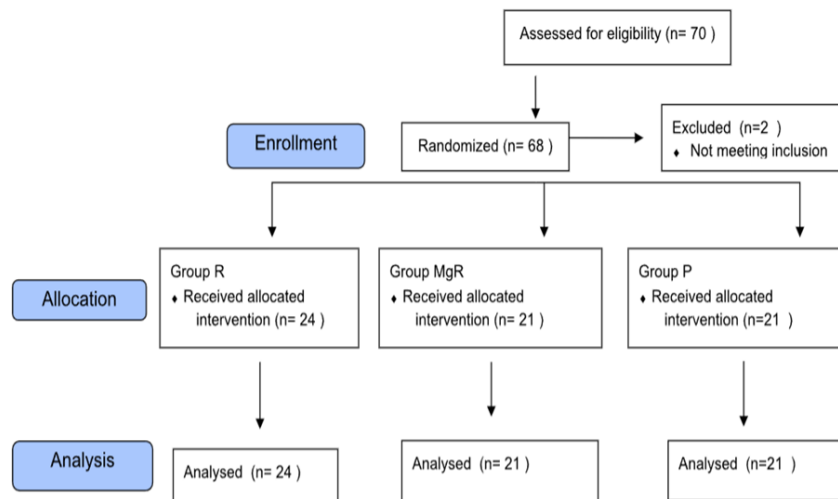 Assessed for eligibility (n= 70 )
Enrollment
Randomized (n= 68 )
Excluded (n=2 )
♦ Not meeting inclusion
Allocation
Group R
♦ Received allocated
intervention (n= 24 )
Group MgR
♦ Received allocated
intervention (n= 21 )
Group P
♦ Received allocated
intervention (n=21 )
Analysis
Analysed (n= 24 )
Analysed (n= 21 )
Analysed (n=21 )